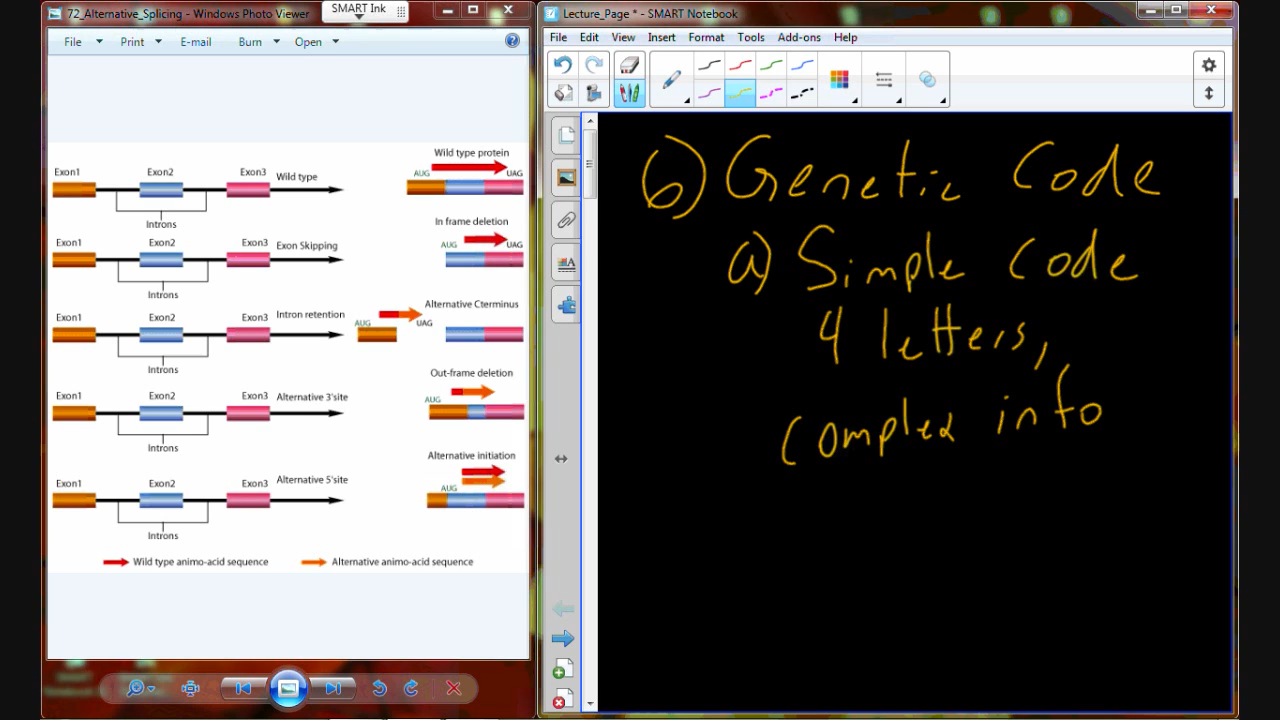 72_Alternative_Splicing - Windows Photo Viewer
SMART Ink
File Print E-mail Burn Open
Wild type protein
AUG UAG
Exon1 Exon2 Exon3 Wild type
Introns
In frame deletion
AUG UAG
Exon1 Exon2 Exon3 Exon Skipping
Introns
Alternative Cterminus
AUG UAG
Exon1 Exon2 Exon3 Intron retention
Introns
Out-frame deletion
AUG
Exon1 Exon2 Exon3 Alternative 3'site
Introns
Alternative initiation
AUG
Exon1 Exon2 Exon3 Alternative 5'site
Introns
Wild type animo-acid sequence Alternative animo-acid sequence
Lecture_Page * - SMART Notebook
File Edit View Insert Format Tools Add-ons Help
6) Genetic Code
a) Simple Code
4 letters,
complex info